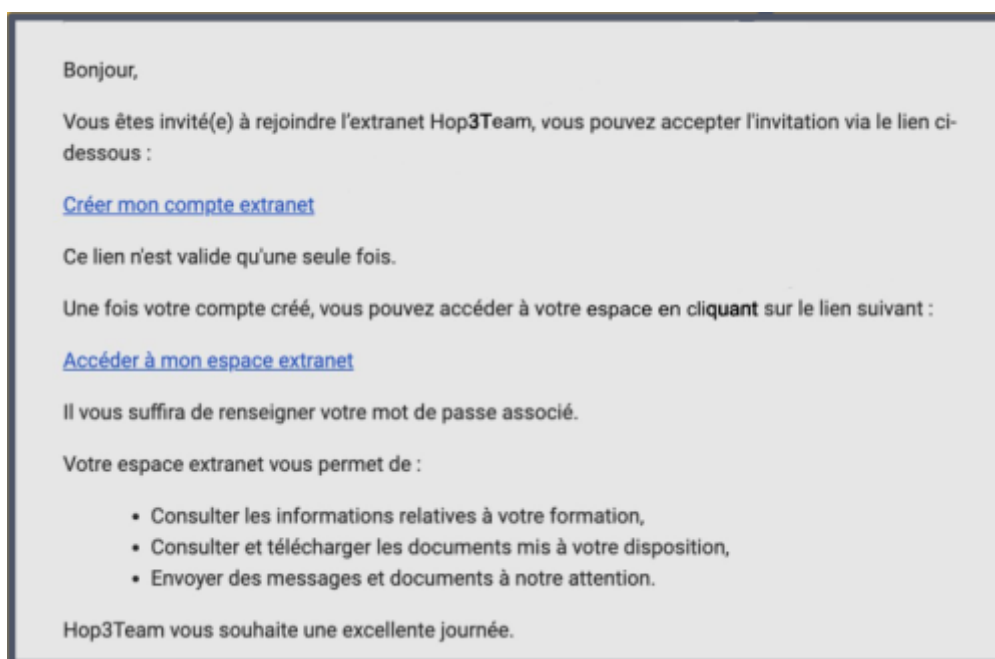 Bonjour,
Vous êtes invité(e) à rejoindre l'extranet Hop3Team, vous pouvez accepter l'invitation via le lien ci-
dessous :
Créer mon compte extranet
Ce lien n'est valide qu'une seule fois.
Une fois votre compte créé, vous pouvez accéder à votre espace en cliquant sur le lien suivant :
Accéder à mon espace extranet
Il vous suffira de renseigner votre mot de passe associé.
Votre espace extranet vous permet de :
• Consulter les informations relatives à votre formation,
• Consulter et télécharger les documents mis à votre disposition,
• Envoyer des messages et documents à notre attention.
Hop3Team vous souhaite une excellente journée.